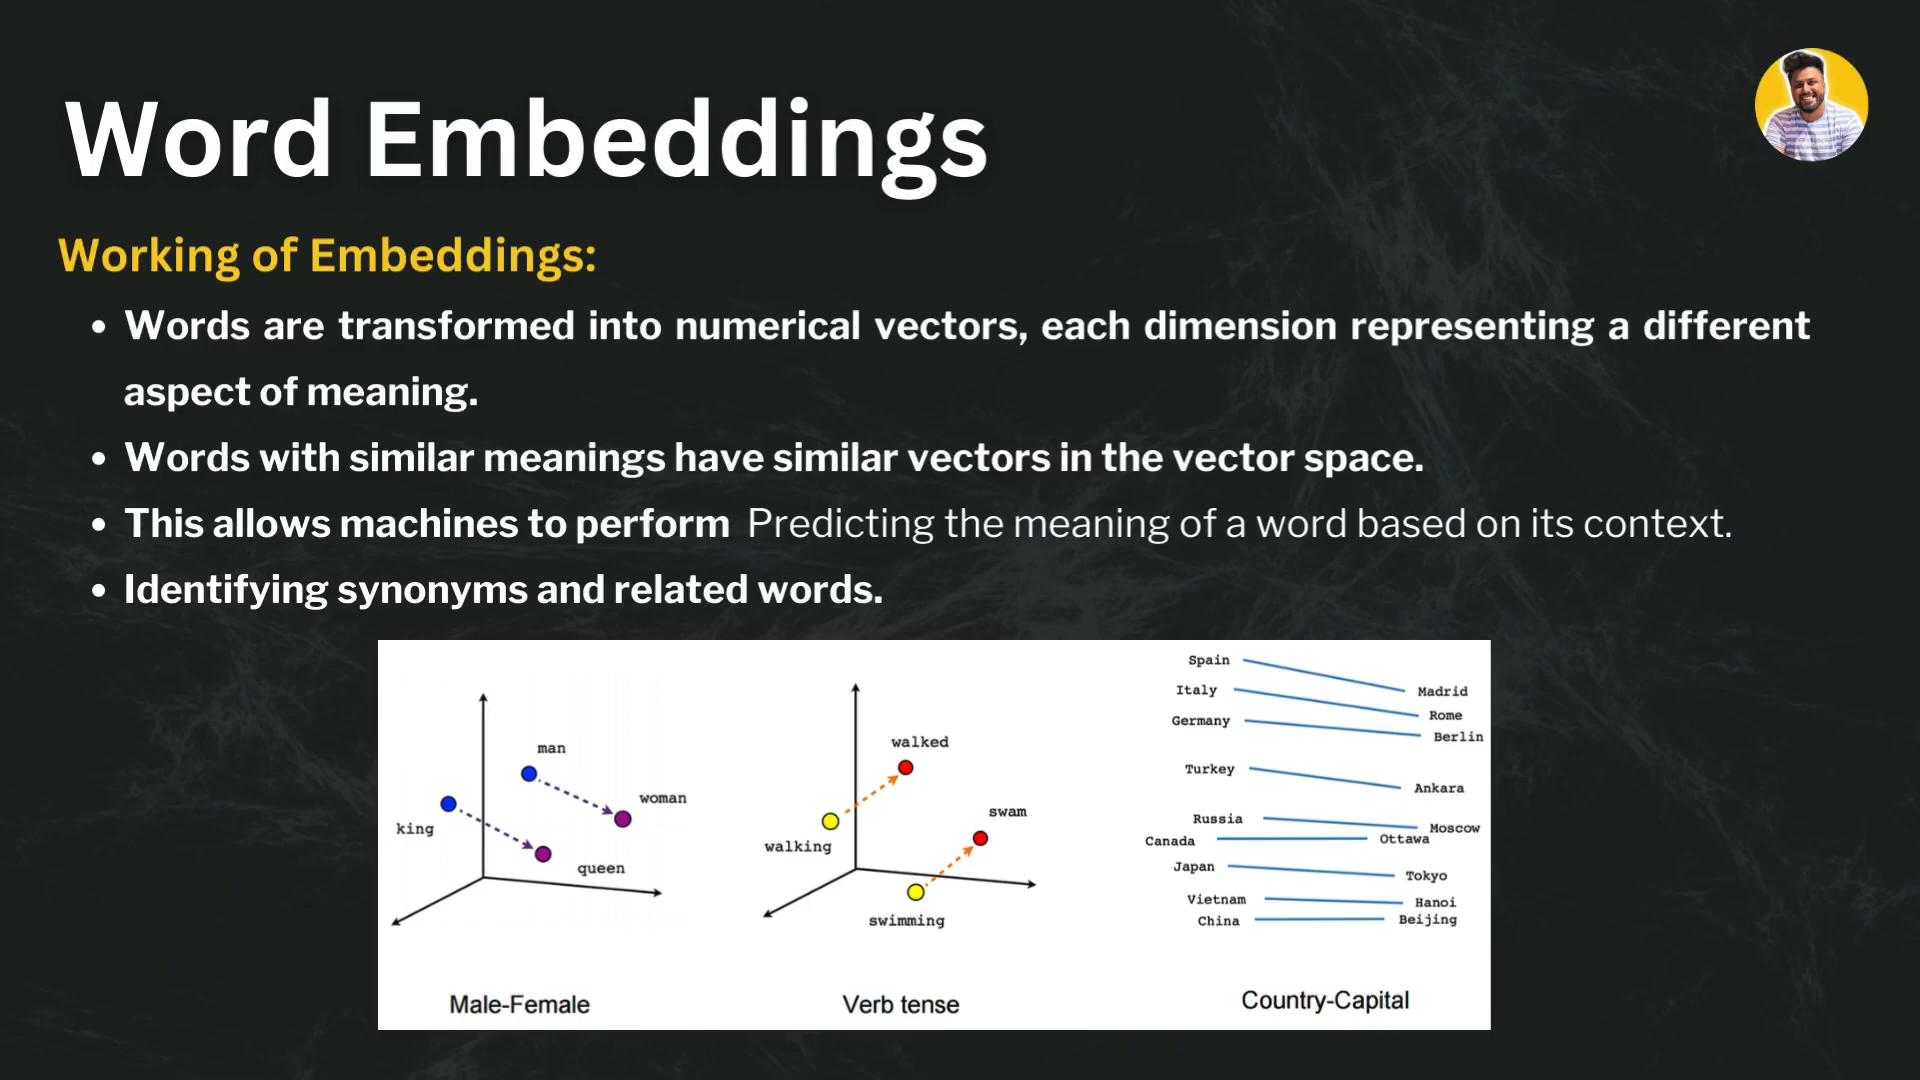 Word Embeddings
Working of Embeddings:
• Words are transformed into numerical vectors, each dimension representing a different
aspect of meaning.
• Words with similar meanings have similar vectors in the vector space.
• This allows machines to perform Predicting the meaning of a word based on its context.
• Identifying synonyms and related words.
man
woman
king
queen
Male-Female
walked
swam
walking
swimming
Verb tense
Spain
Madrid
Italy
Rome
Germany
Berlin
Turkey
Ankara
Russia
Moscow
Canada
Ottawa
Japan
Tokyo
Vietnam
Hanoi
China
Beijing
Country-Capital